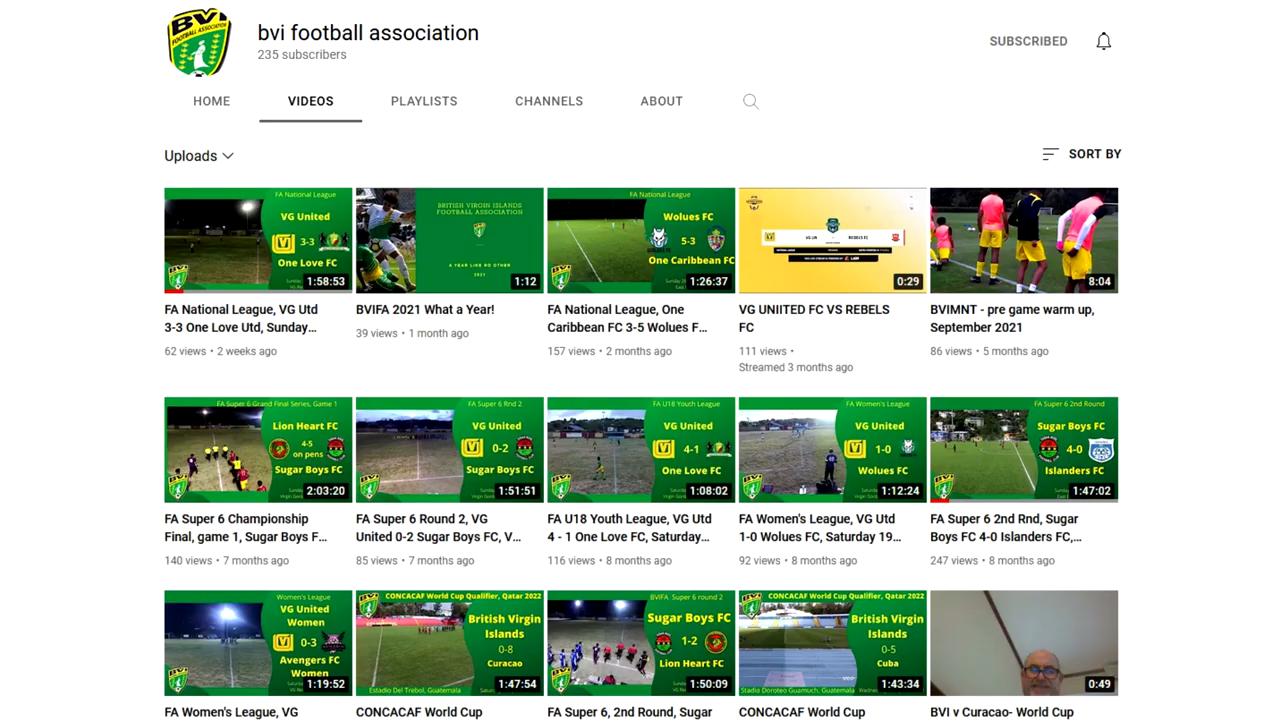 BVI
FOOTBALL ASSOCIATION
bvi football association
235 subscribers
SUBSCRIBED
HOME
VIDEOS
PLAYLISTS
CHANNELS
ABOUT
Uploads
SORT BY
FA National League
VG United
3-3
One Love FC
BVI
1:58:53
FA National League, VG Utd
3-3 One Love Utd, Sunday...
62 views • 2 weeks ago
BRITISH VIRGIN ISLANDS
FOOTBALL ASSOCIATION
A YEAR LIKE NO OTHER
2021
1:12
BVIFA 2021 What a Year!
39 views • 1 month ago
FA National League
Wolues FC
5-3
One Caribbean FC
BVI
1:26:37
FA National League, One
Caribbean FC 3-5 Wolues F...
157 views • 2 months ago
REBELS FC
0:29
VG UNIITED FC VS REBELS
FC
111 views •
Streamed 3 months ago
8:04
BVIMNT - pre game warm up,
September 2021
86 views • 5 months ago
FA Super 6 Grand Final Series, Game 1
Lion Heart FC
4-5
on pens
Sugar Boys FC
BVI
2:03:20
FA Super 6 Championship
Final, game 1, Sugar Boys F...
140 views • 7 months ago
FA Super 6 Rnd 2
VG United
0-2
Sugar Boys FC
BVI
1:51:51
FA Super 6 Round 2, VG
United 0-2 Sugar Boys FC, V...
85 views • 7 months ago
FA U18 Youth League
VG United
4-1
One Love FC
BVI
1:08:02
FA U18 Youth League, VG Utd
4 - 1 One Love FC, Saturday...
116 views • 8 months ago
FA Women's League
VG United
1-0
Wolues FC
BVI
1:12:24
FA Women's League, VG Utd
1-0 Wolues FC, Saturday 19...
92 views • 8 months ago
FA Super 6 2nd Round
Sugar Boys FC
4-0
Islanders FC
BVI
1:47:02
FA Super 6 2nd Rnd, Sugar
Boys FC 4-0 Islanders FC,...
247 views • 8 months ago
Women's League
VG United
Women
0-3
Avengers FC
Women
BVI
1:19:52
FA Women's League, VG
BVI
CONCACAF World Cup Qualifier, Qatar 2022
British Virgin
Islands
0-8
Curacao
Estadio Del Trebol, Guatemala
1:47:54
CONCACAF World Cup
BVIFA Super 6 round 2
Sugar Boys FC
1-2
Lion Heart FC
BVI
1:50:09
FA Super 6, 2nd Round, Sugar
BVI
CONCACAF World Cup Qualifier, Qatar 2022
British Virgin
Islands
0-5
Cuba
Stadia Doroteo Guamuch, Guatemala
1:43:34
CONCACAF World Cup
0:49
BVI v Curacao- World Cup